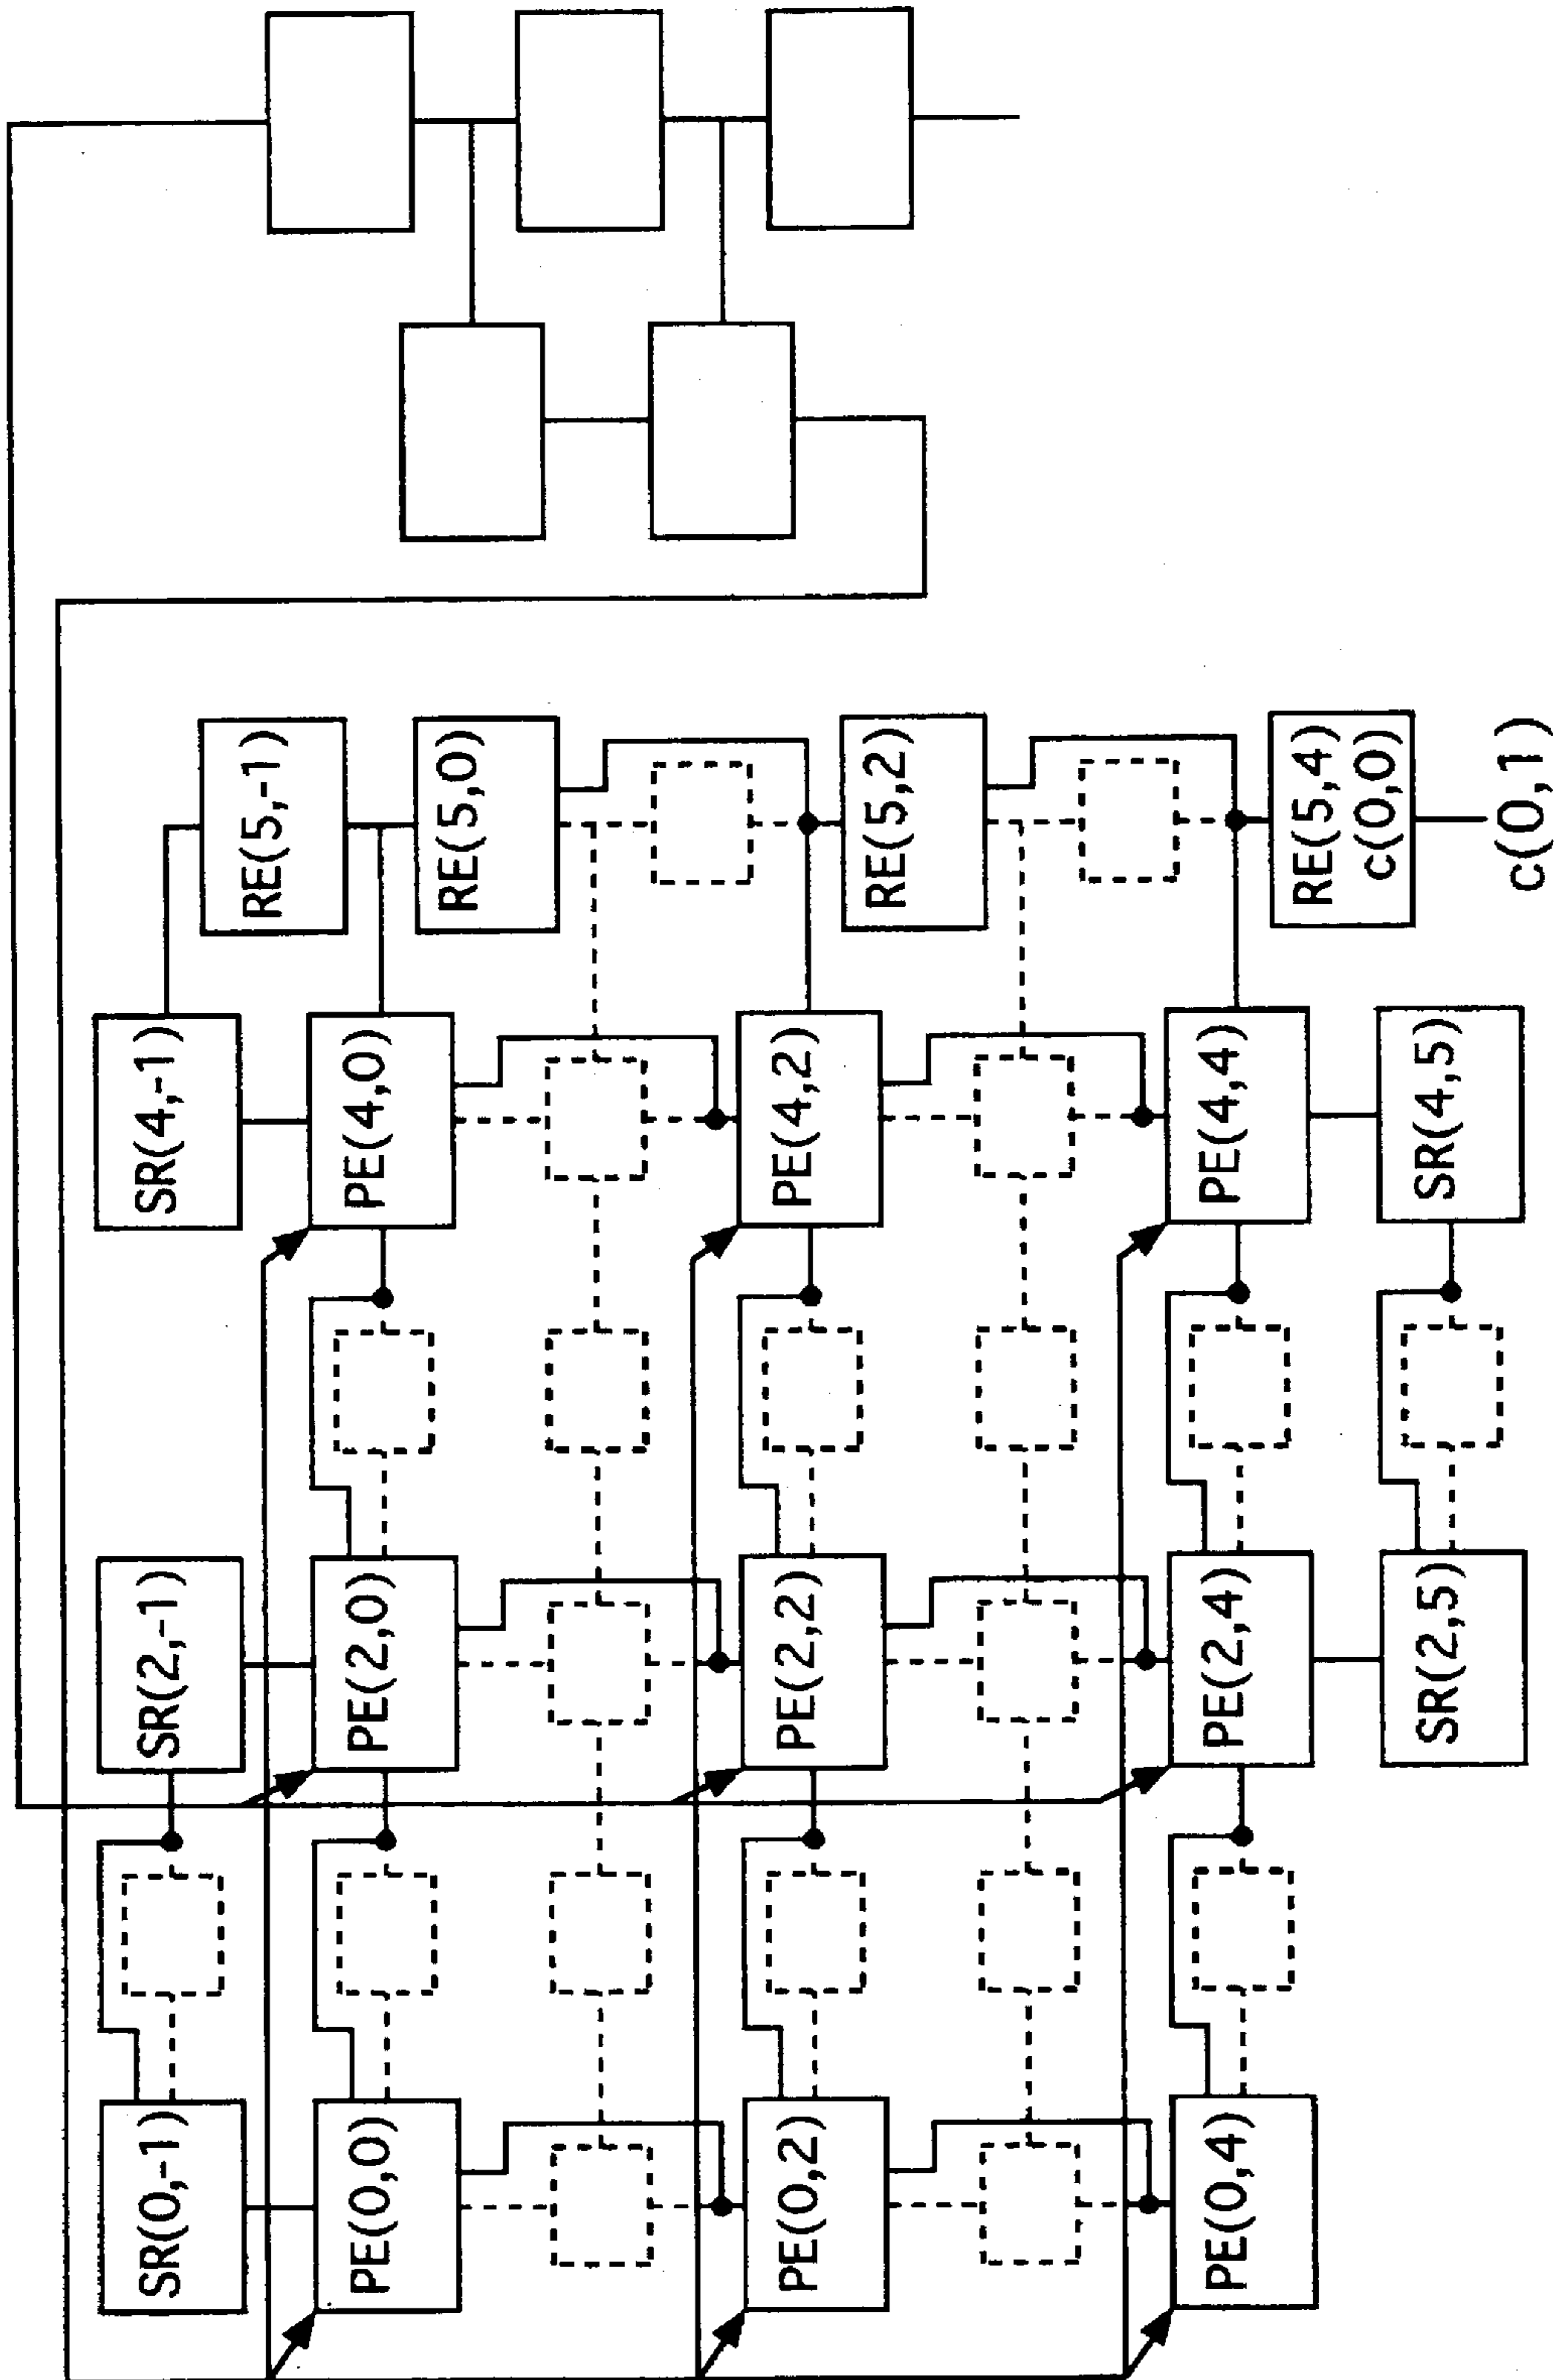 SR(0,-1)
SR(2,-1)
SR(4,-1)
RE(5,-1)
PE(0,0)
PE(2,0)
PE(4,0)
RE(5,0)
PE(0,2)
PE(2,2)
PE(4,2)
RE(5,2)
PE(0,4)
PE(2,4)
PE(4,4)
RE(5,4)
c(0,0)
SR(2,5)
SR(4,5)
c(0,1)